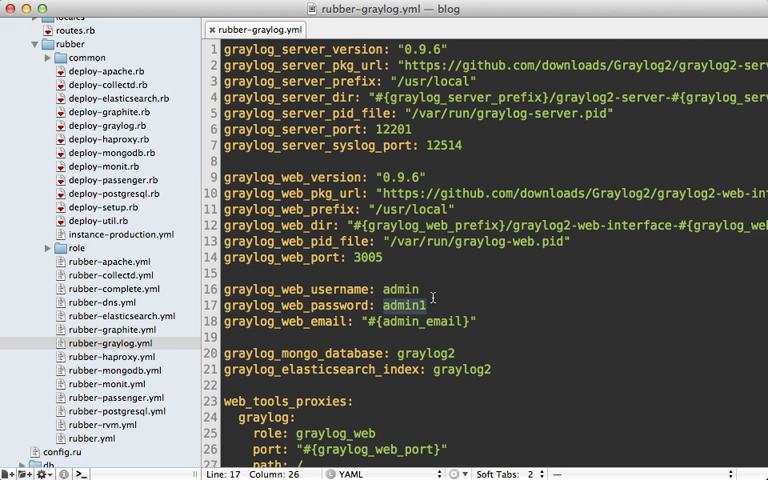 rubber-graylog.yml — blog
locales
routes.rb
rubber
common
deploy-apache.rb
deploy-collectd.rb
deploy-elasticsearch.rb
deploy-graphite.rb
deploy-graylog.rb
deploy-haproxy.rb
deploy-mongodb.rb
deploy-monit.rb
deploy-passenger.rb
deploy-postgresql.rb
deploy-setup.rb
deploy-util.rb
instance-production.yml
role
rubber-apache.yml
rubber-collectd.yml
rubber-complete.yml
rubber-dns.yml
rubber-elasticsearch.yml
rubber-graphite.yml
rubber-graylog.yml
rubber-haproxy.yml
rubber-mongodb.yml
rubber-monit.yml
rubber-passenger.yml
rubber-postgresql.yml
rubber-rvm.yml
rubber.yml
config.ru
db
rubber-graylog.yml
1 graylog_server_version: "0.9.6"
2 graylog_server_pkg_url: "https://github.com/downloads/Graylog2/graylog2-serv
3 graylog_server_prefix: "/usr/local"
4 graylog_server_dir: "#{graylog_server_prefix}/graylog2-server-#{graylog_serv
5 graylog_server_pid_file: "/var/run/graylog-server.pid"
6 graylog_server_port: 12201
7 graylog_server_syslog_port: 12514
8
9 graylog_web_version: "0.9.6"
10 graylog_web_pkg_url: "https://github.com/downloads/Graylog2/graylog2-web-int
11 graylog_web_prefix: "/usr/local"
12 graylog_web_dir: "#{graylog_web_prefix}/graylog2-web-interface-#{graylog_web
13 graylog_web_pid_file: "/var/run/graylog-web.pid"
14 graylog_web_port: 3005
15
16 graylog_web_username: admin
17 graylog_web_password: admin1
18 graylog_web_email: "#{admin_email}"
19
20 graylog_mongo_database: graylog2
21 graylog_elasticsearch_index: graylog2
22
23 web_tools_proxies:
24 graylog:
25 role: graylog_web
26 port: "#{graylog_web_port}"
27 path: /
Line: 17 Column: 26 YAML Soft Tabs: 2 —